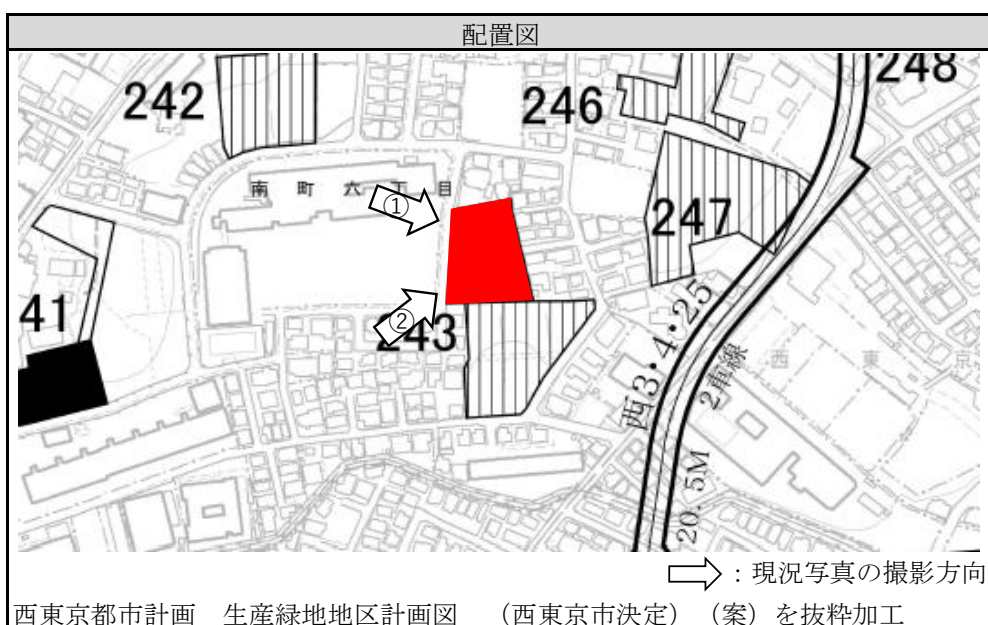 配置図
242
246
248
南町六丁目
①
247
41
②
243
西3・4・25
2車線
西東京
20.5M
：現況写真の撮影方向
西東京都市計画　生産緑地地区計画図　（西東京市決定）（案）を抜粋加工